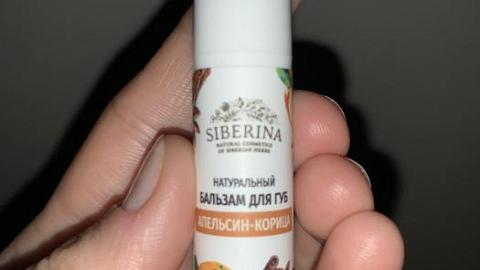 SIBERINA
NATURAL COSMETICS
OF SIBERIAN HERBS
НАТУРАЛЬНЫЙ
БАЛЬЗАМ ДЛЯ ГУБ
АПЕЛЬСИН-КОРИЦА